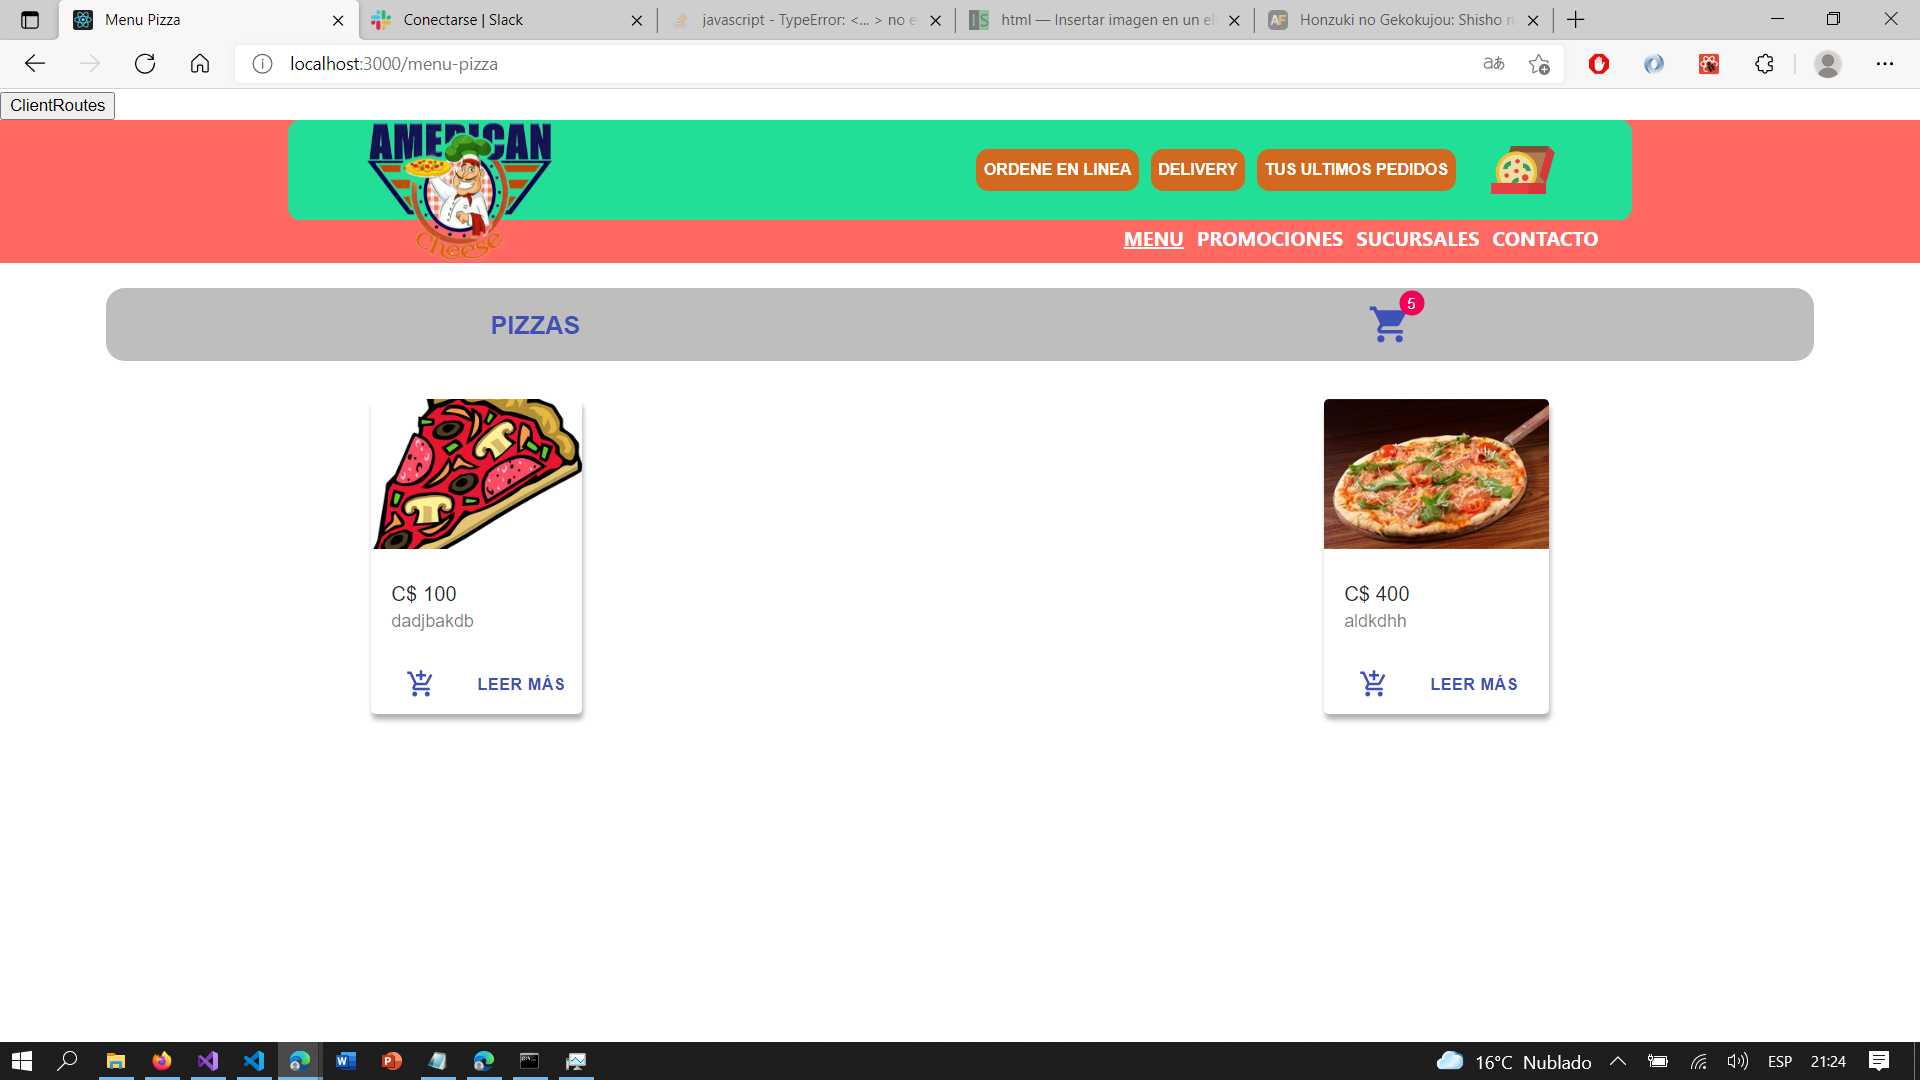 Menu Pizza
Conectarse | Slack
javascript - TypeError: <... > no e
html — Insertar imagen en un el
Honzuki no Gekokujou: Shisho n
localhost:3000/menu-pizza
ClientRoutes
AMERICAN
Cheese
ORDENE EN LINEA
DELIVERY
TUS ULTIMOS PEDIDOS
MENU
PROMOCIONES
SUCURSALES
CONTACTO
PIZZAS
5
C$ 100
dadjbakdb
LEER MÁS
C$ 400
aldkdhh
LEER MÁS
16°C Nublado
ESP
21:24